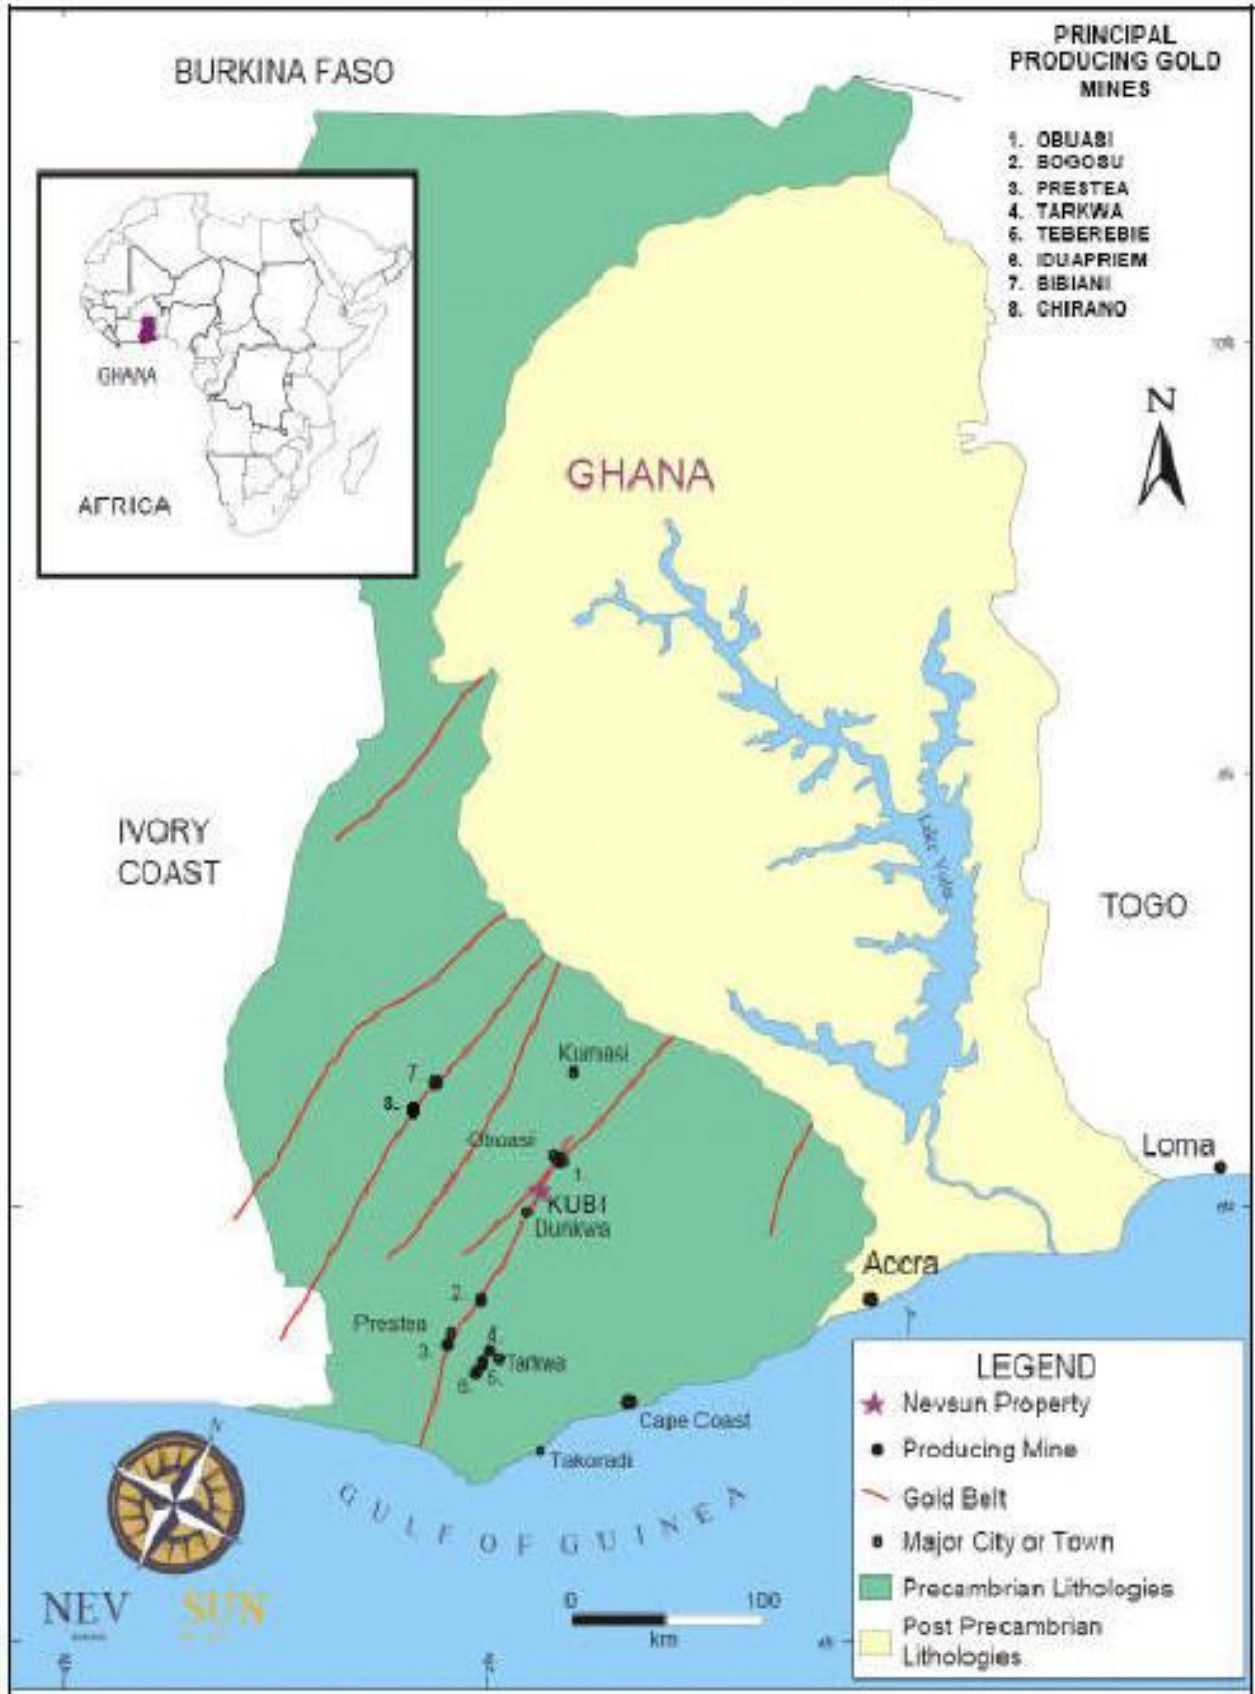 BURKINA FASO
PRINCIPAL
PRODUCING GOLD
MINES
1. OBUASI
2. BOGOSU
3. PRESTEA
4. TARKWA
5. TEBEREBIE
6. IDUAPRIEM
7. BIBIANI
8. CHIRANO
GHANA
AFRICA
N
GHANA
IVORY
COAST
Lake Volta
TOGO
Kumasi
7
8.
Obuasi
1
KUBI
Dunkwa
Loma
Accra
2.
Prestea
3.
4.
Tarkwa
5.
6.
Cape Coast
Takoradi
GULF OF GUINEA
N
NEV SUN
0 100
km
LEGEND
Nevsun Property
Producing Mine
Gold Belt
Major City or Town
Precambrian Lithologies
Post Precambrian
Lithologies